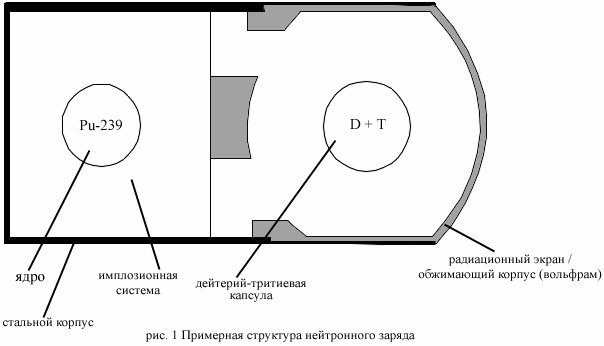 Pu-239
D + T
ядро
имплозионная
система
дейтерий-тритиевая
капсула
радиационный экран /
обжимающий корпус (вольфрам)
стальной корпус
рис. 1 Примерная структура нейтронного заряда